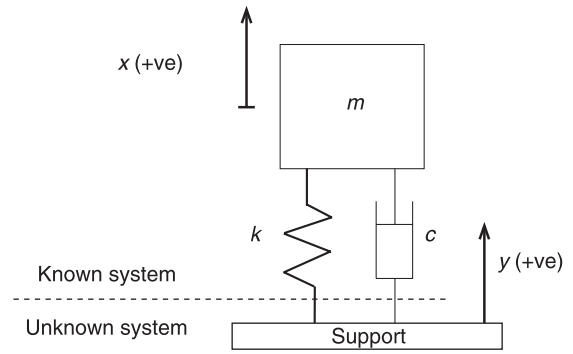 x (+ve)
m
k
c
y (+ve)
Known system
Unknown system
Support